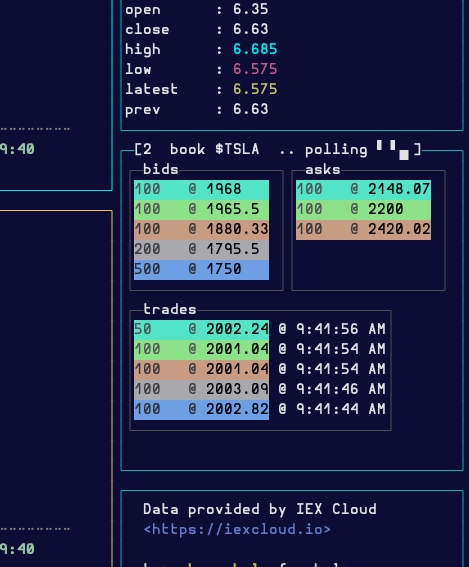 open : 6.35
close : 6.63
high : 6.685
low : 6.575
latest : 6.575
prev : 6.63
9:40
[2 book $TSLA .. polling ]
bids
100 @ 1968
100 @ 1965.5
100 @ 1880.33
200 @ 1795.5
500 @ 1750
asks
100 @ 2148.07
100 @ 2200
100 @ 2420.02
trades
50 @ 2002.24 @ 9:41:56 AM
100 @ 2001.04 @ 9:41:54 AM
100 @ 2001.04 @ 9:41:54 AM
100 @ 2003.09 @ 9:41:46 AM
100 @ 2002.82 @ 9:41:44 AM
Data provided by IEX Cloud
<https://iexcloud.io>
9:40